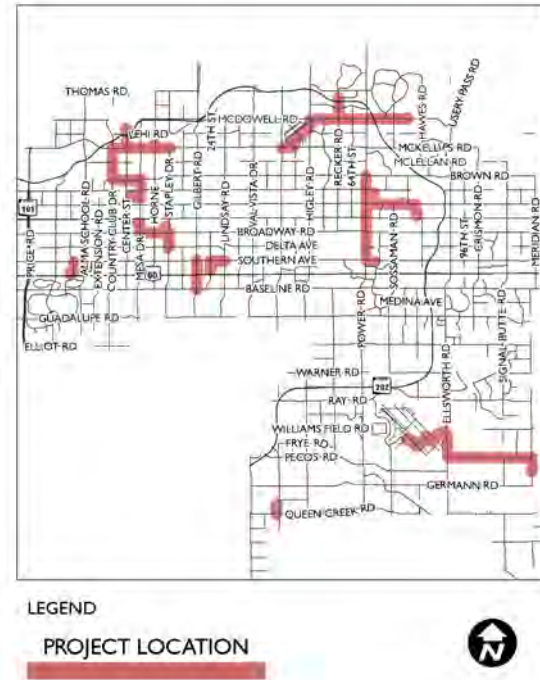 THOMAS RD.
LEHI RD
24TH ST.
MCDOWELL RD
HAWES RD
USERY PASS RD
MCKELLIPS RD
MCLELLAN RD
BROWN RD
PRICE RD
101
ALMA SCHOOL RD
EXTENSION RD
COUNTRY CLUB DR
CENTER ST
MESA DR
HORNE
STAPLEY DR
60
GILBERT RD
LINDSAY RD
VAL VISTA DR
HIGLEY RD
RECKER RD
64TH ST
BROADWAY RD
DELTA AVE
SOUTHERN AVE
BASELINE RD
POWER RD
SOSSAMAN RD
MEDINA AVE
96TH ST
CRISMON RD
MERIDIAN RD
GUADALUPE RD
ELLIOT RD
WARNER RD
202
RAY RD
ELLSWORTH RD
SIGNAL BUTTE RD
WILLIAMS FIELD RD
FRYE RD
PECOS RD
GERMANN RD
QUEEN CREEK RD
LEGEND
PROJECT LOCATION
N